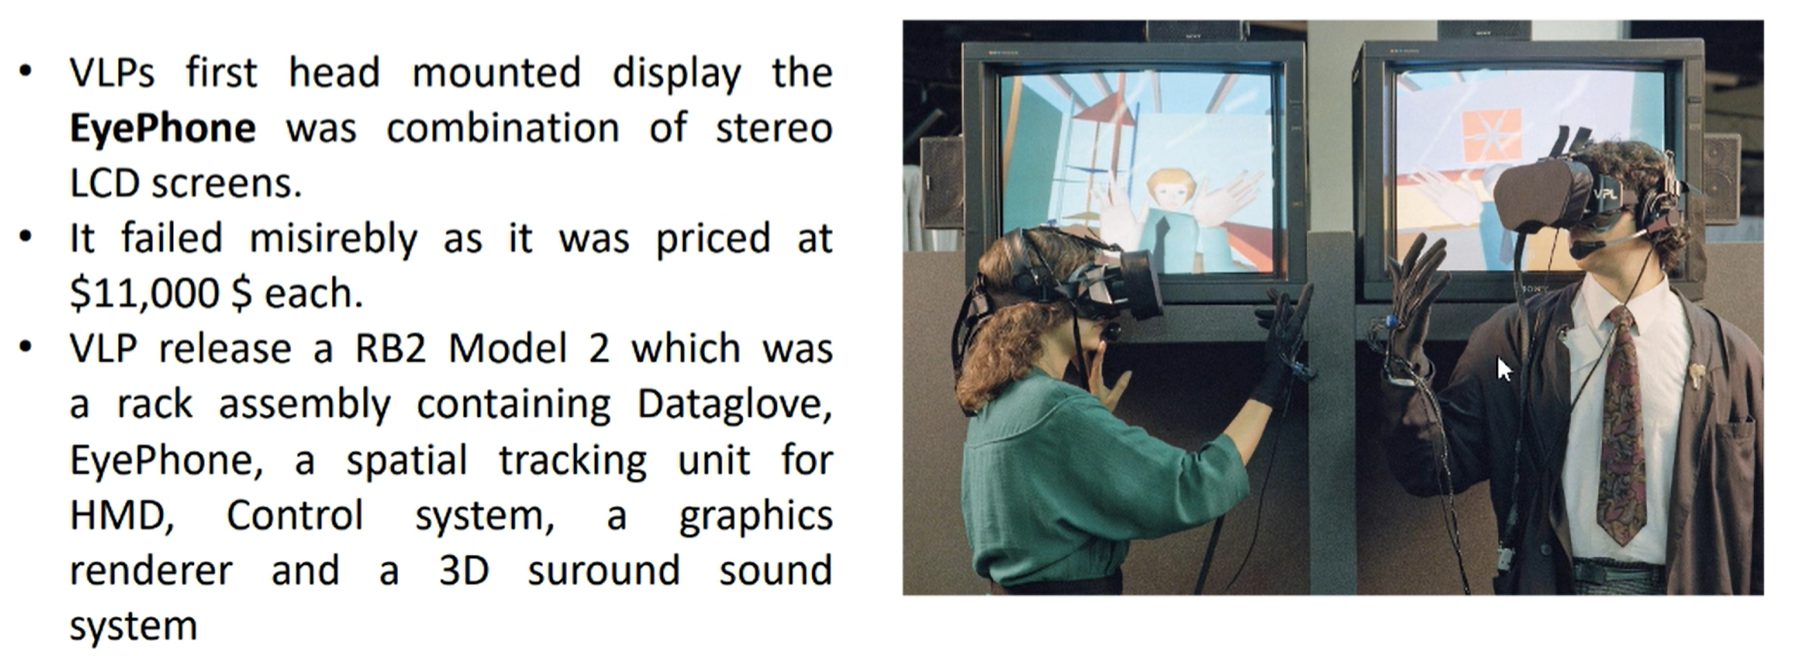 • VLPs first head mounted display the
EyePhone was combination of stereo
LCD screens.
• It failed misirebly as it was priced at
$11,000 $ each.
• VLP release a RB2 Model 2 which was
a rack assembly containing Dataglove,
EyePhone, a spatial tracking unit for
HMD, Control system, a graphics
renderer and a 3D suround sound
system
VPL
SONY